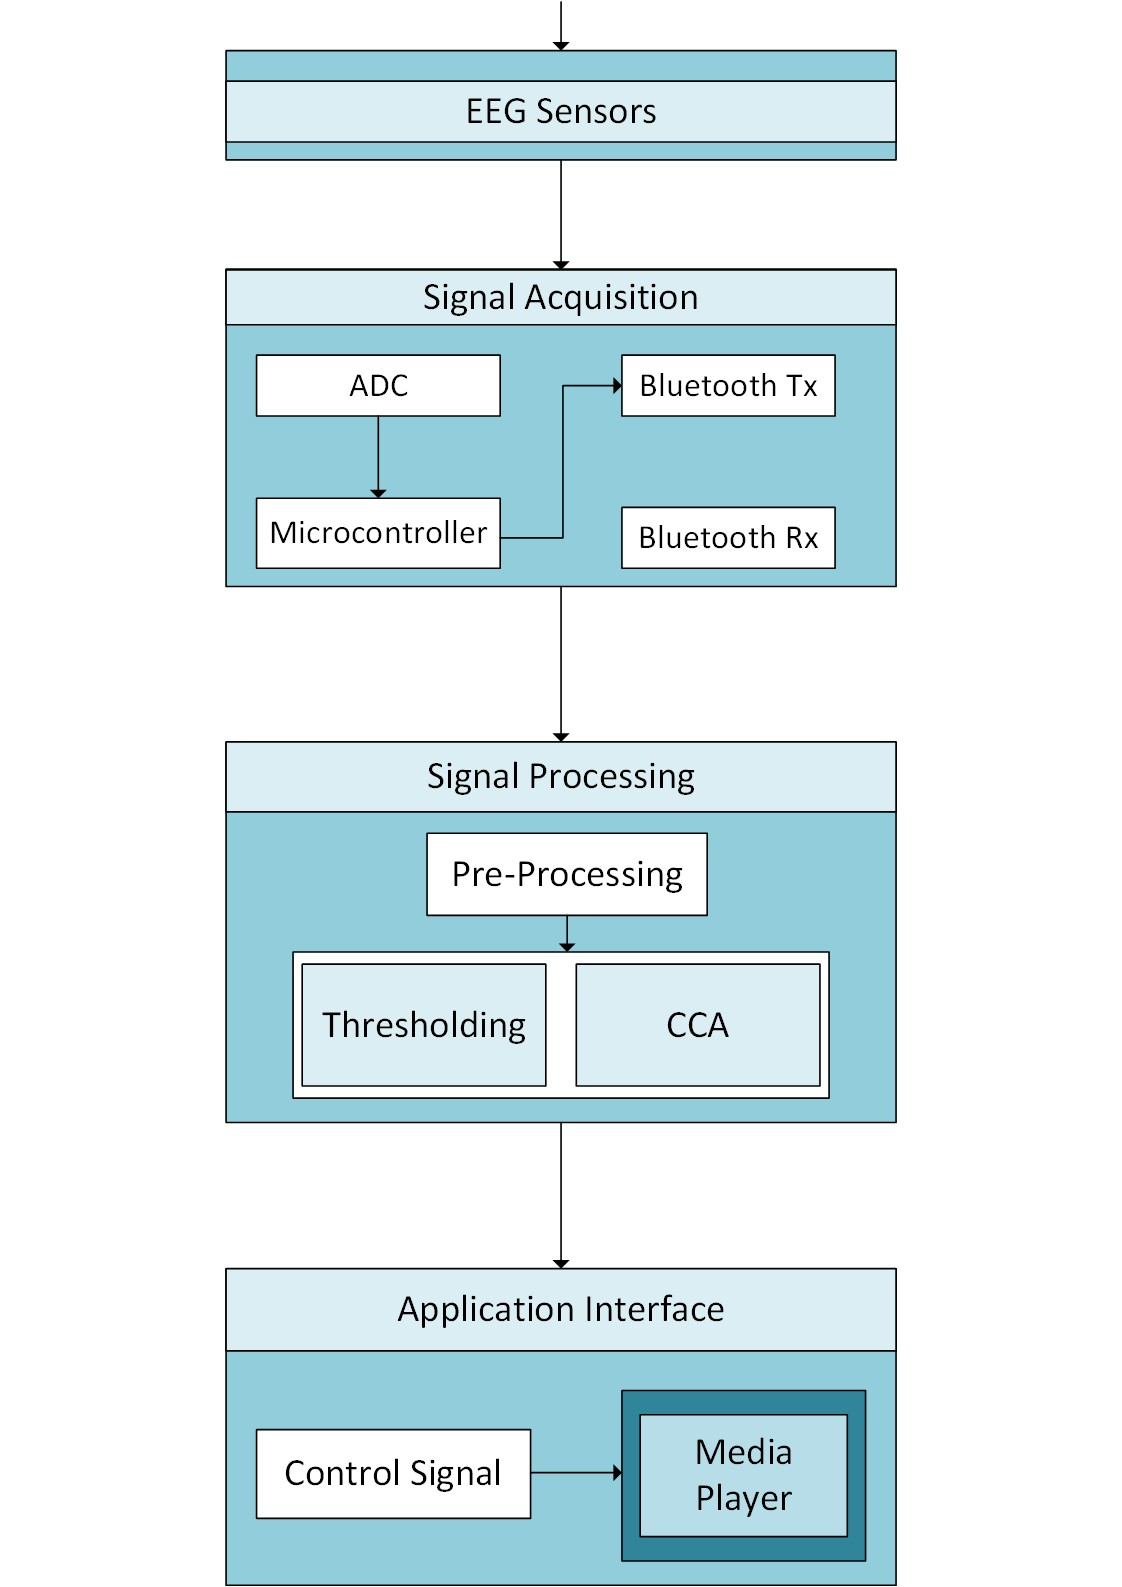 EEG Sensors
Signal Acquisition
ADC
Bluetooth Tx
Microcontroller
Bluetooth Rx
Signal Processing
Pre-Processing
Thresholding
CCA
Application Interface
Control Signal
Media
Player